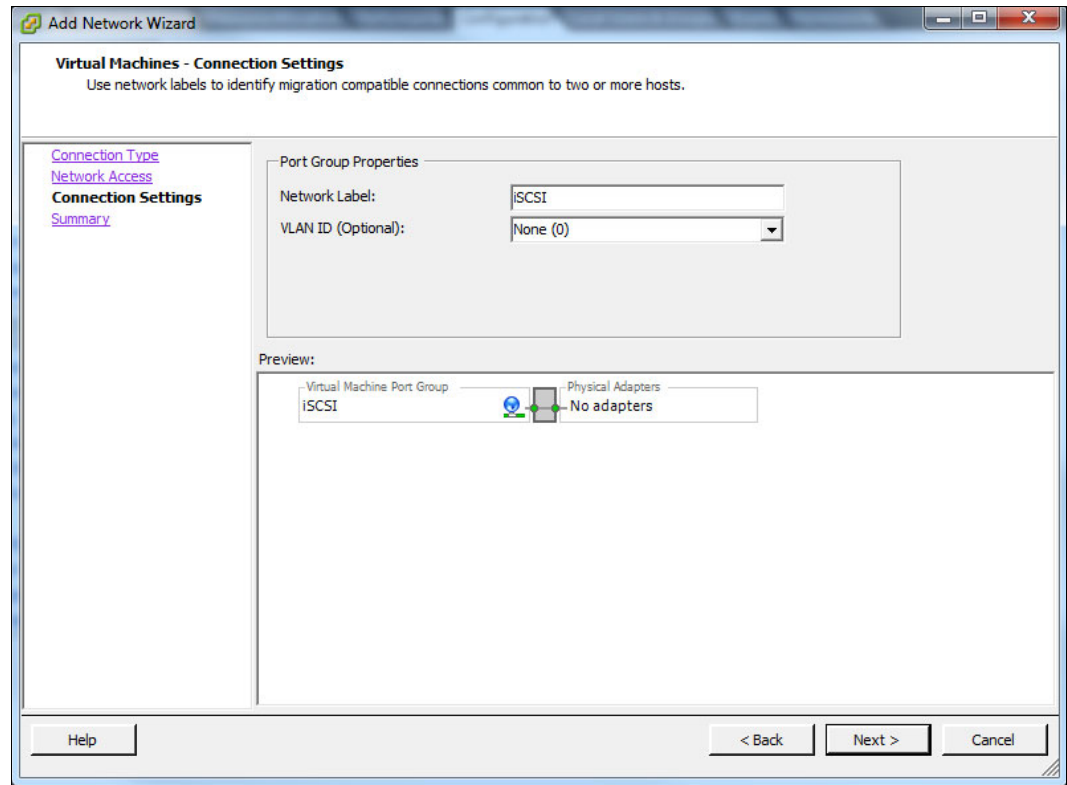 Add Network Wizard
Virtual Machines - Connection Settings
Use network labels to identify migration compatible connections common to two or more hosts.
Connection Type
Network Access
Connection Settings
Summary
Port Group Properties
Network Label:
iSCSI
VLAN ID (Optional):
None (0)
Preview:
Virtual Machine Port Group
iSCSI
Physical Adapters
No adapters
Help
< Back
Next >
Cancel